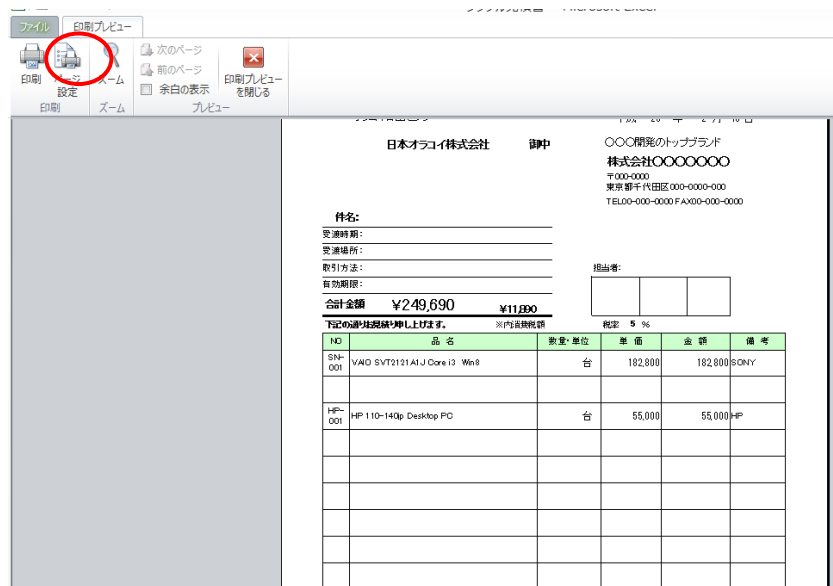 Microsoft Excel
ファイル 印刷プレビュー
印刷 ページ設定 ズーム
次のページ
前のページ
余白の表示
印刷プレビューを閉じる
印刷 ズーム プレビュー
日本オラコイ株式会社 御中
〇〇〇開発のトップブランド
株式会社〇〇〇〇〇〇〇
〒000-0000
東京都千代田区000-0000-000
TEL00-000-0000 FAX00-000-0000
件名:
受渡時期:
受渡場所:
取引方法:
担当者:
有効期限:
合計金額 ¥249,690 ¥11,890
下記の通りお見積り申し上げます。 ※内消費税額 税率 5 %
NO 品 名 数量・単位 単 価 金 額 備 考
SN-001 VAIO SVT2121A1J Core i3 Win8 台 182,800 182,800 SONY
HP-001 HP 110-140jp Desktop PC 台 55,000 55,000 HP